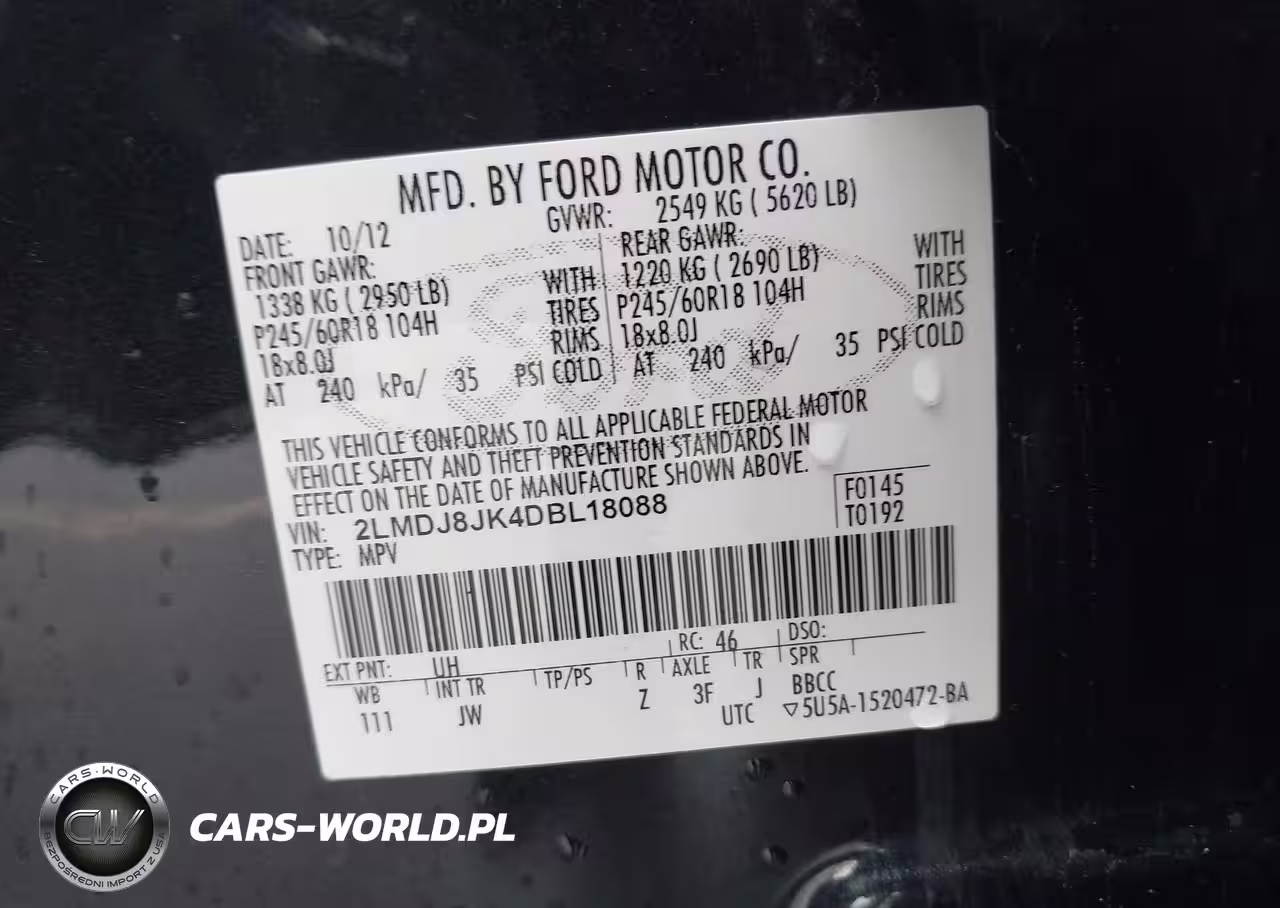 MFD. BY FORD MOTOR CO.
DATE: 10/12 GVWR: 2549 KG ( 5620 LB)
FRONT GAWR: REAR GAWR:
1338 KG ( 2950 LB) WITH 1220 KG ( 2690 LB) WITH
P245/60R18 104H TIRES P245/60R18 104H TIRES
18x8.0J RIMS 18x8.0J RIMS
AT 240 kPa/ 35 PSI COLD AT 240 kPa/ 35 PSI COLD
THIS VEHICLE CONFORMS TO ALL APPLICABLE FEDERAL MOTOR
VEHICLE SAFETY AND THEFT PREVENTION STANDARDS IN
EFFECT ON THE DATE OF MANUFACTURE SHOWN ABOVE.
VIN: 2LMDJ8JK4DBL18088 F0145
TYPE: MPV T0192
EXT PNT: UH RC: 46 DSO:
WB INT TR TP/PS R AXLE TR SPR
111 JW Z 3F J BBCC
UTC ▽5U5A-1520472-BA
CARS-WORLD
CW
BEZPOŚREDNI IMPORT Z USA
CARS-WORLD.PL